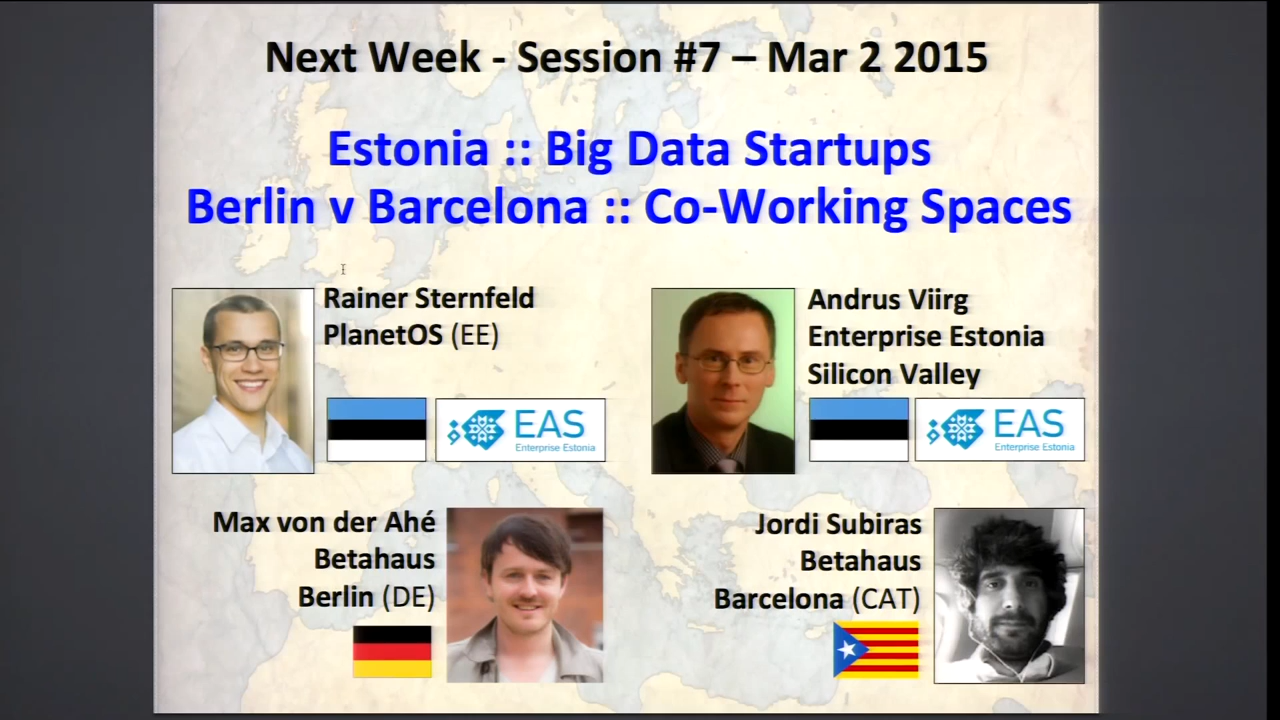 Next Week - Session #7 – Mar 2 2015
Estonia :: Big Data Startups
Berlin v Barcelona :: Co-Working Spaces
Rainer Sternfeld
PlanetOS (EE)
EAS
Enterprise Estonia
Andrus Viirg
Enterprise Estonia
Silicon Valley
EAS
Enterprise Estonia
Max von der Ahé
Betahaus
Berlin (DE)
Jordi Subiras
Betahaus
Barcelona (CAT)